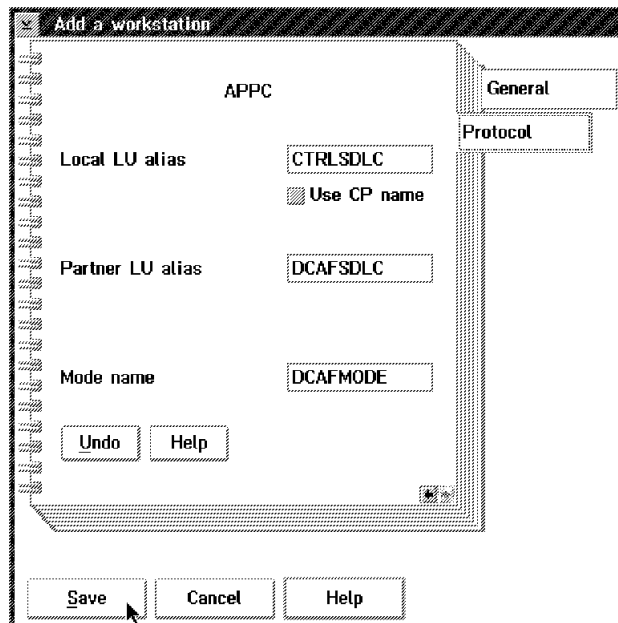 Add a workstation
APPC
General
Protocol
Local LU alias CTRLSDLC
Use CP name
Partner LU alias DCAFSDLC
Mode name DCAFMODE
Undo Help
Save Cancel Help